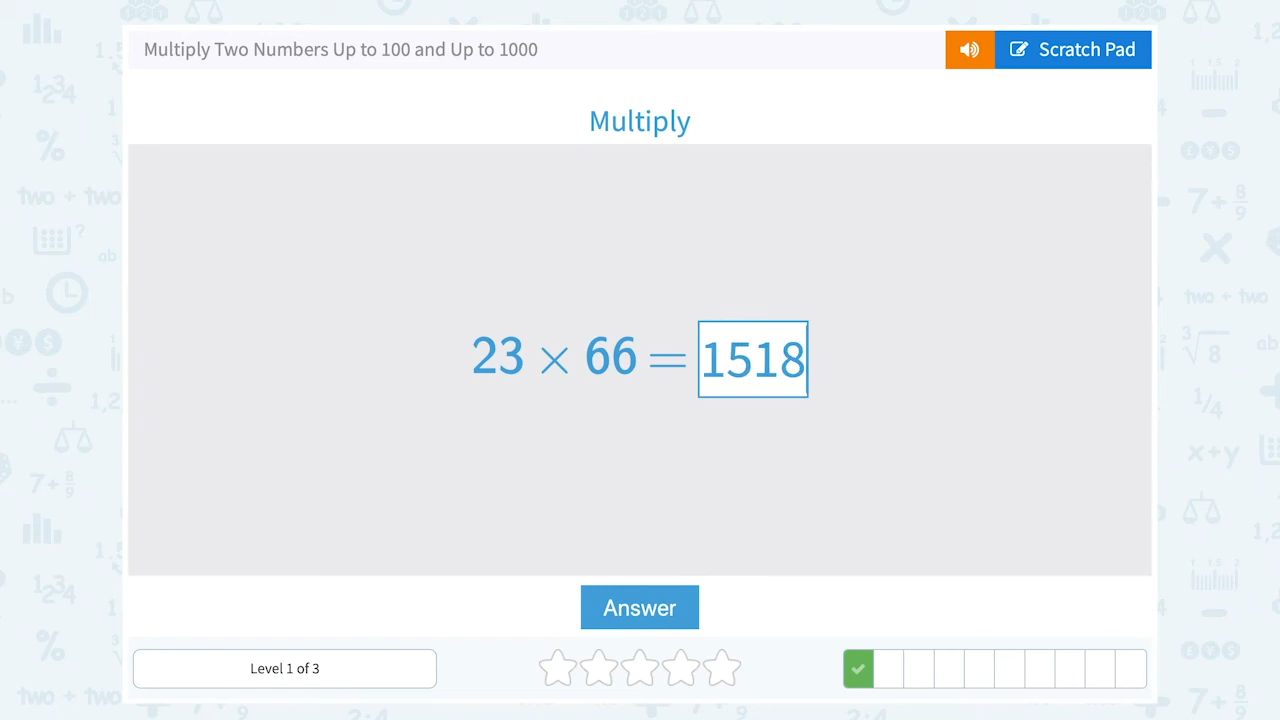 Multiply Two Numbers Up to 100 and Up to 1000
Scratch Pad
Multiply
23 × 66 = 1518
Answer
Level 1 of 3